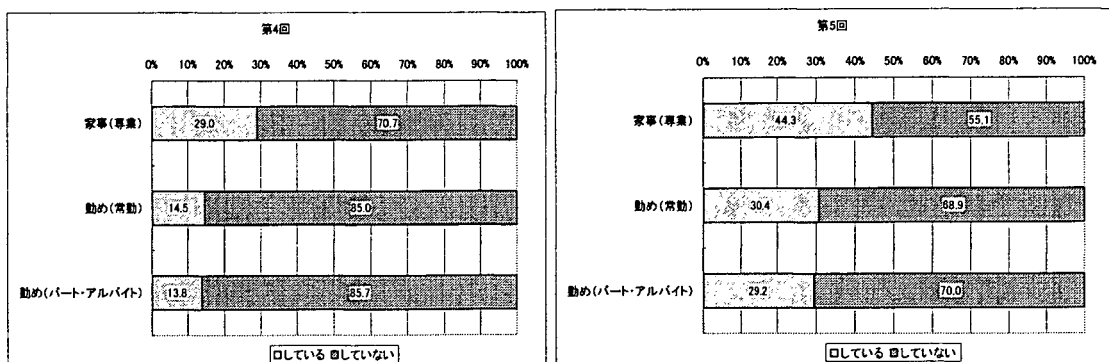 第4回
0% 10% 20% 30% 40% 50% 60% 70% 80% 90% 100%
家事(専業) 29.0 70.7
勤め(常勤) 14.5 85.0
勤め(パート・アルバイト) 13.8 85.7
□している ▨していない
第5回
0% 10% 20% 30% 40% 50% 60% 70% 80% 90% 100%
家事(専業) 44.3 55.1
勤め(常勤) 30.4 68.9
勤め(パート・アルバイト) 29.2 70.0
□している ▨していない